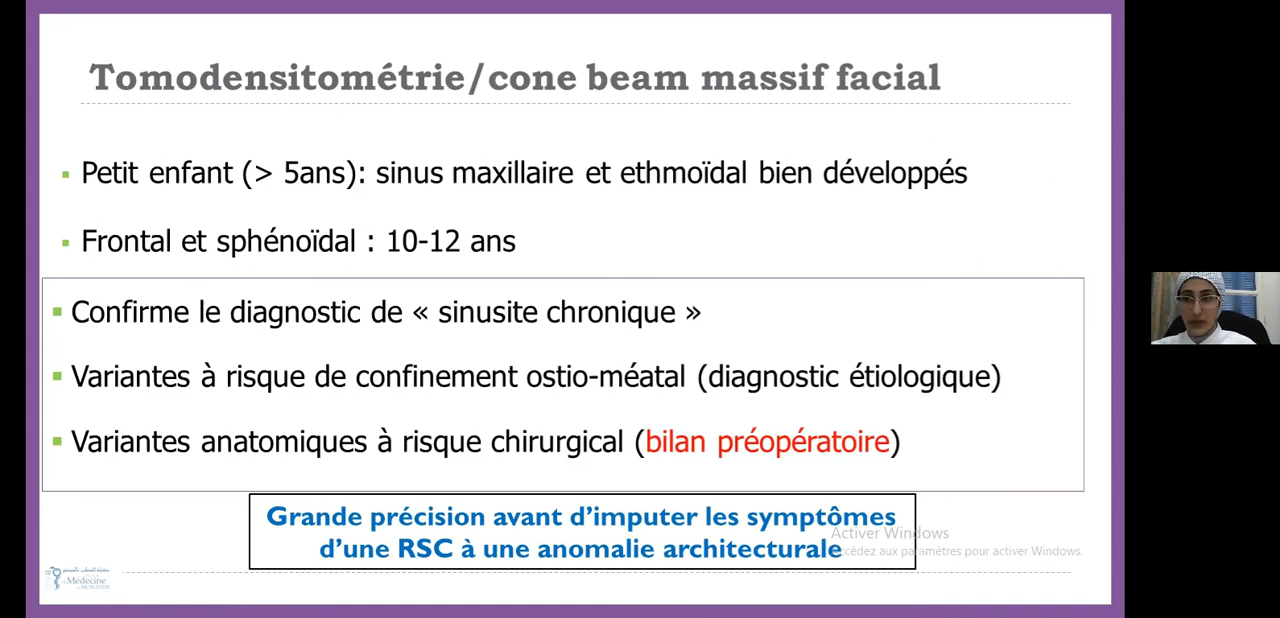 Tomodensitométrie/cone beam massif facial
▪ Petit enfant (> 5ans): sinus maxillaire et ethmoïdal bien développés
▪ Frontal et sphénoïdal : 10-12 ans
▪ Confirme le diagnostic de « sinusite chronique »
▪ Variantes à risque de confinement ostio-méatal (diagnostic étiologique)
▪ Variantes anatomiques à risque chirurgical (bilan préopératoire)
Grande précision avant d’imputer les symptômes
d’une RSC à une anomalie architecturale
Activer Windows
Accédez aux paramètres pour activer Windows.
Médecine